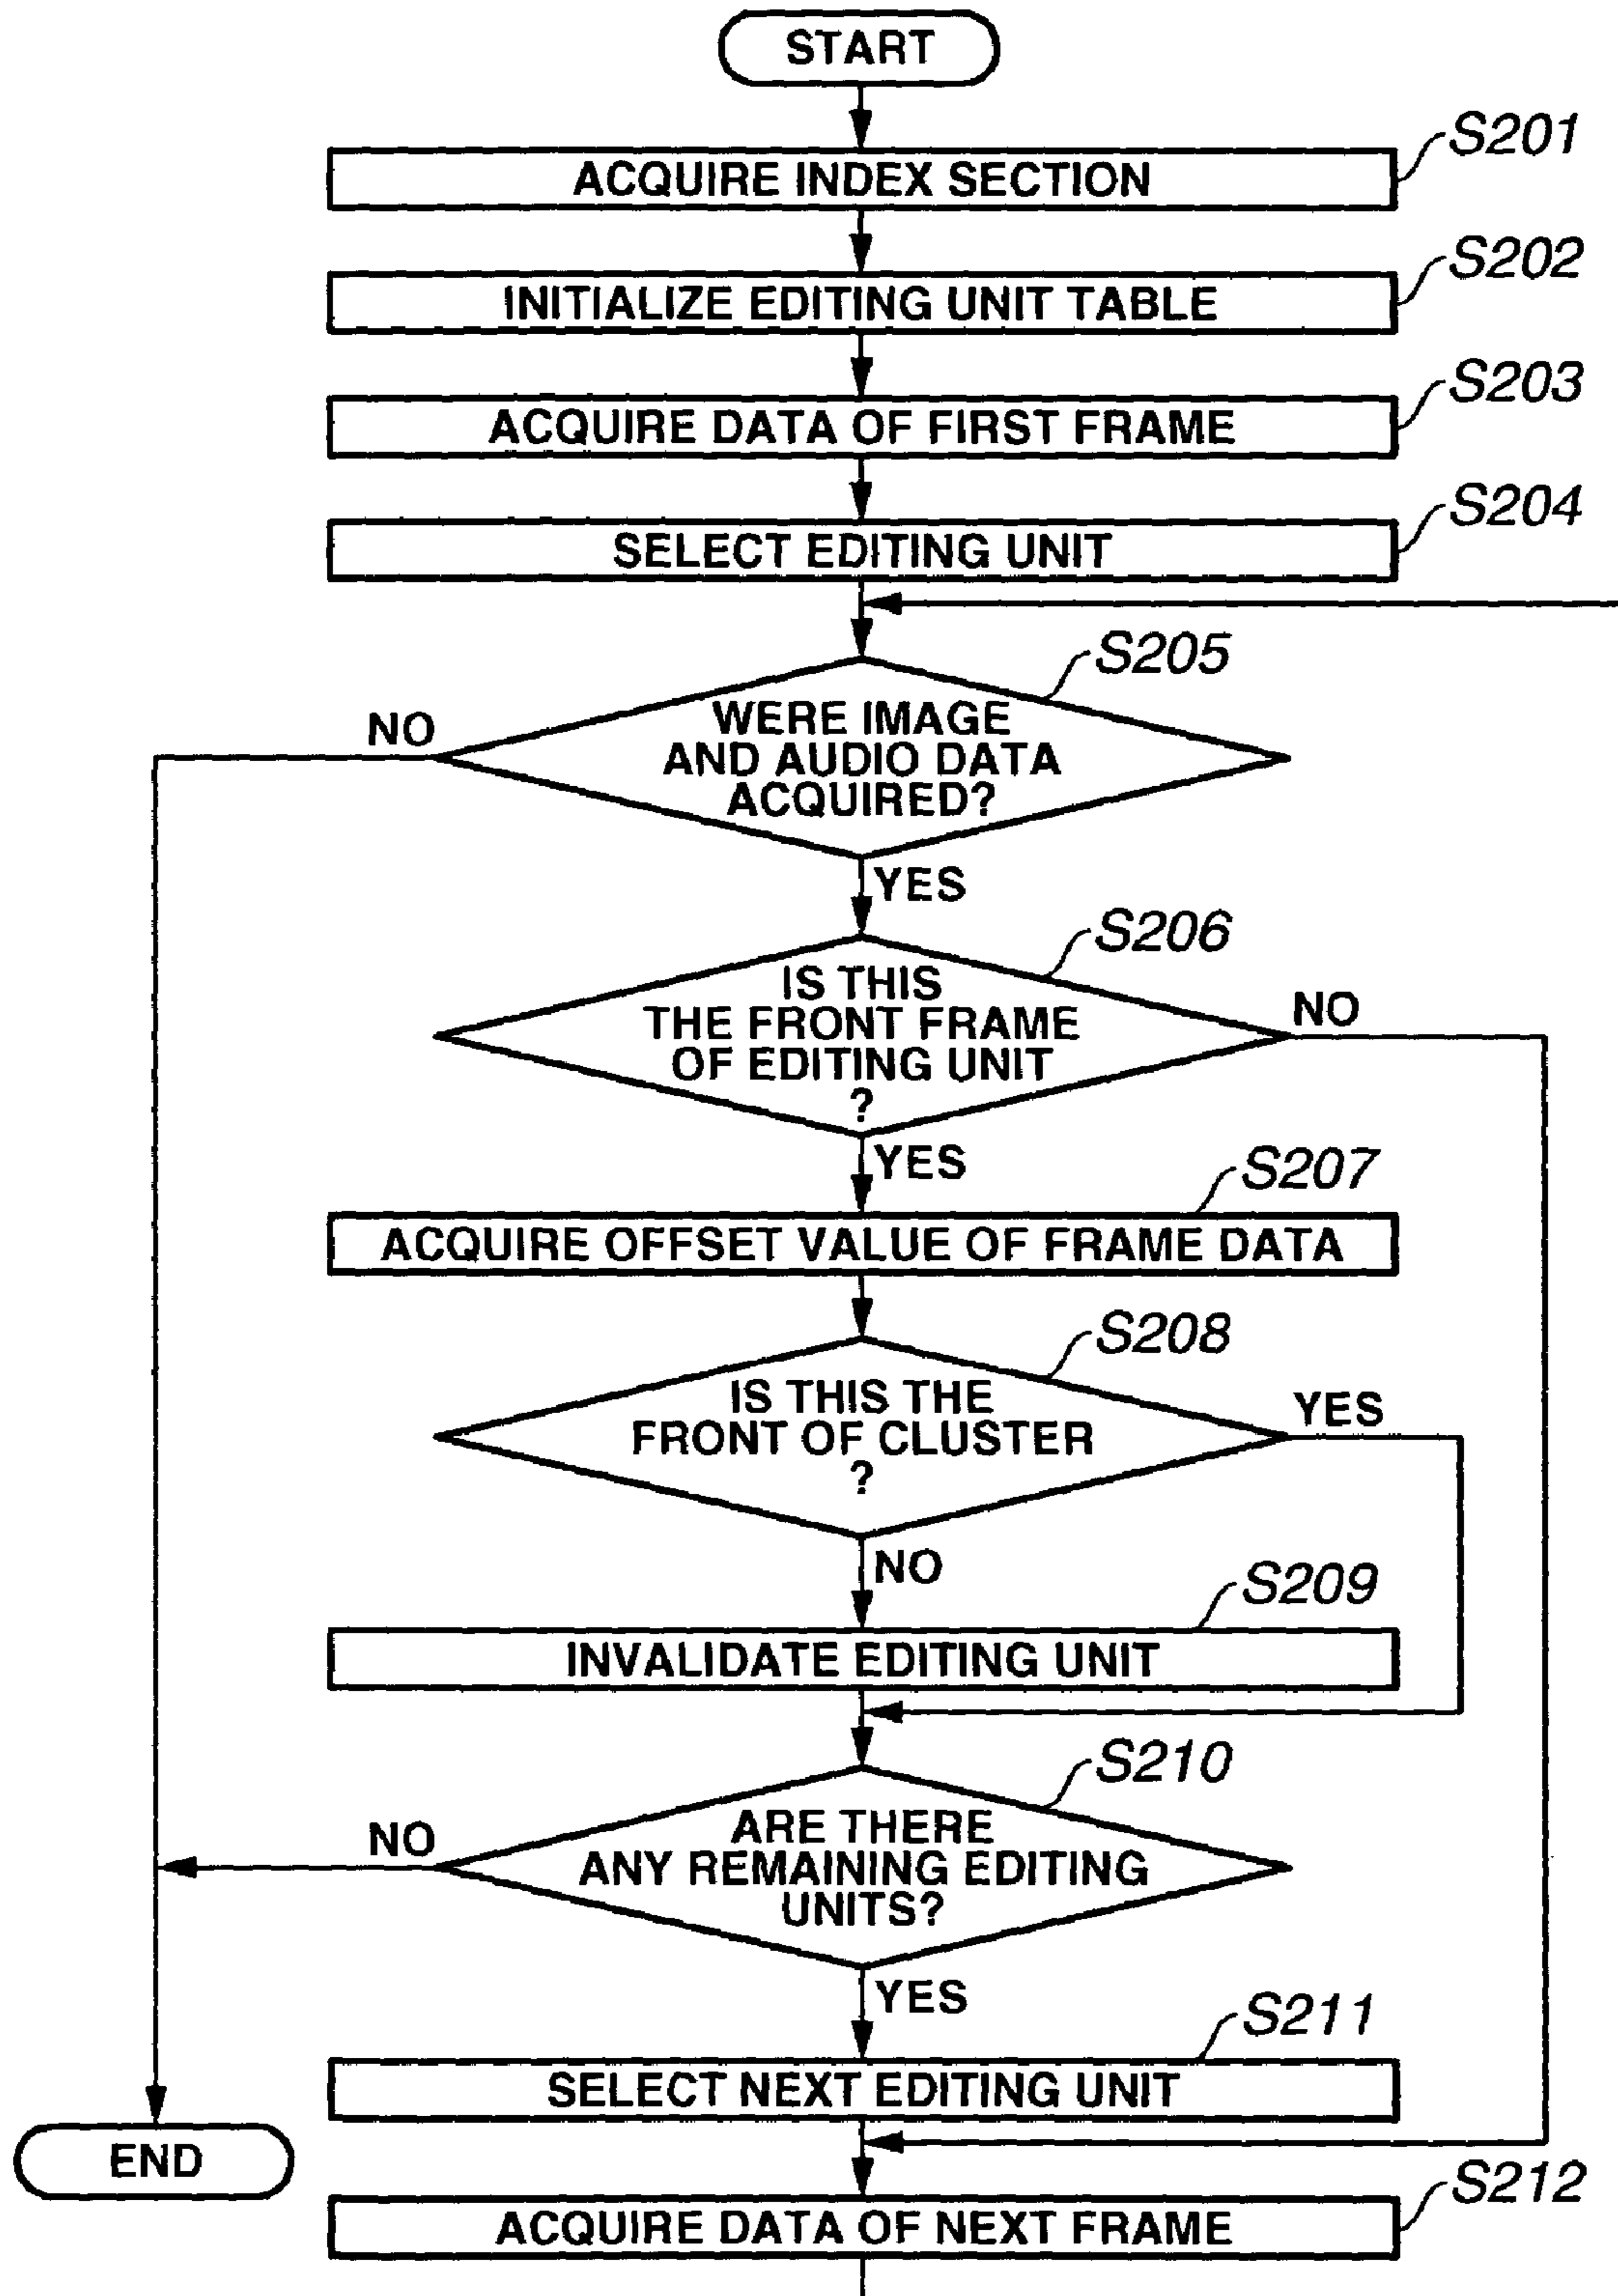 START
S201
ACQUIRE INDEX SECTION
S202
INITIALIZE EDITING UNIT TABLE
S203
ACQUIRE DATA OF FIRST FRAME
S204
SELECT EDITING UNIT
S205
NO
WERE IMAGE
AND AUDIO DATA
ACQUIRED?
YES
S206
IS THIS
THE FRONT FRAME
OF EDITING UNIT
?
NO
YES
S207
ACQUIRE OFFSET VALUE OF FRAME DATA
S208
IS THIS THE
FRONT OF CLUSTER
?
YES
NO
S209
INVALIDATE EDITING UNIT
S210
NO
ARE THERE
ANY REMAINING EDITING
UNITS?
YES
S211
SELECT NEXT EDITING UNIT
END
S212
ACQUIRE DATA OF NEXT FRAME